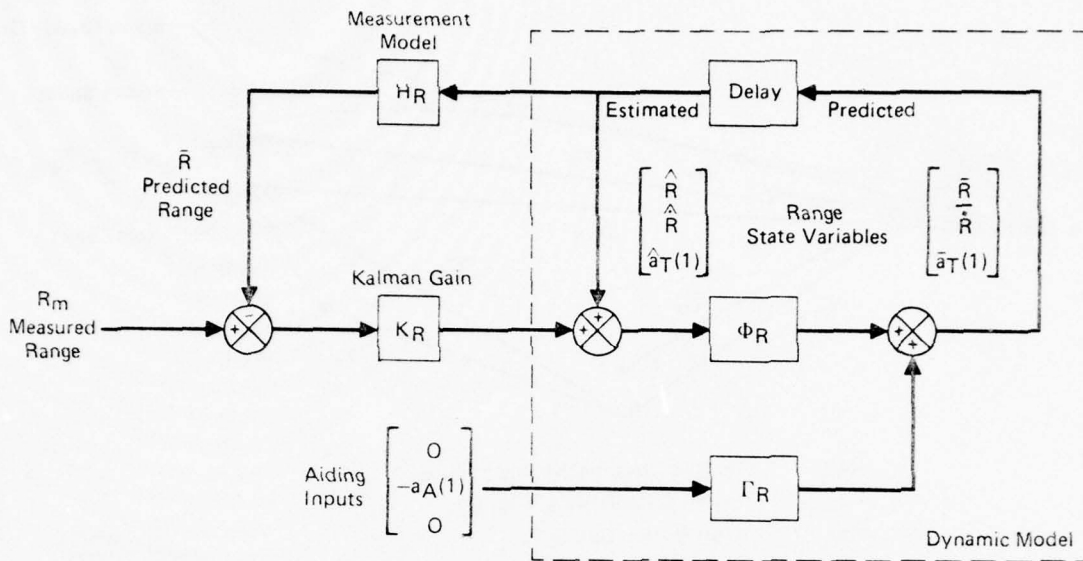 Measurement
Model
H_R
Delay
Estimated
Predicted
R̄
Predicted
Range
R̂
R̂̇
â_T(1)
Range
State Variables
R̄
Ṙ̄
ā_T(1)
Kalman Gain
R_m
Measured
Range
+ -
K_R
+ +
Φ_R
+ +
Aiding
Inputs
0
-a_A(1)
0
Γ_R
Dynamic Model